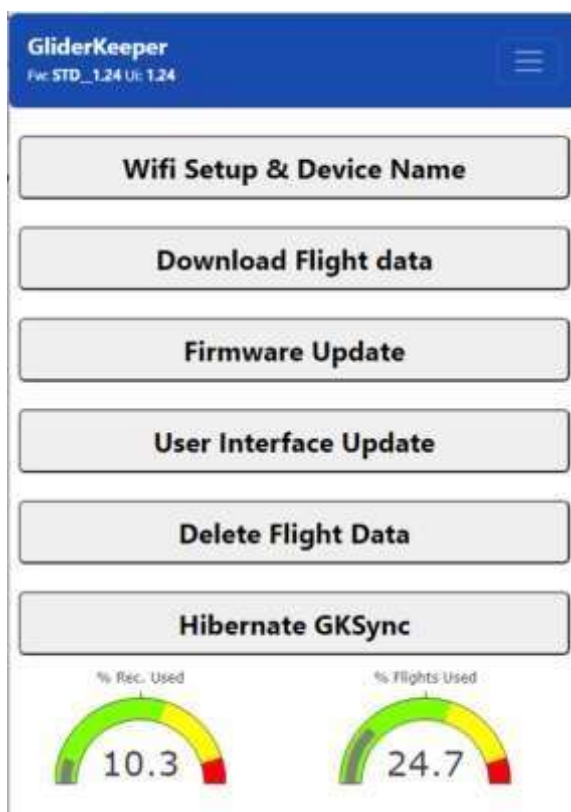 GliderKeeper
Fw: STD__1.24 UI: 1.24
Wifi Setup & Device Name
Download Flight data
Firmware Update
User Interface Update
Delete Flight Data
Hibernate GKSync
% Rec. Used
% Flights Used
10.3
24.7